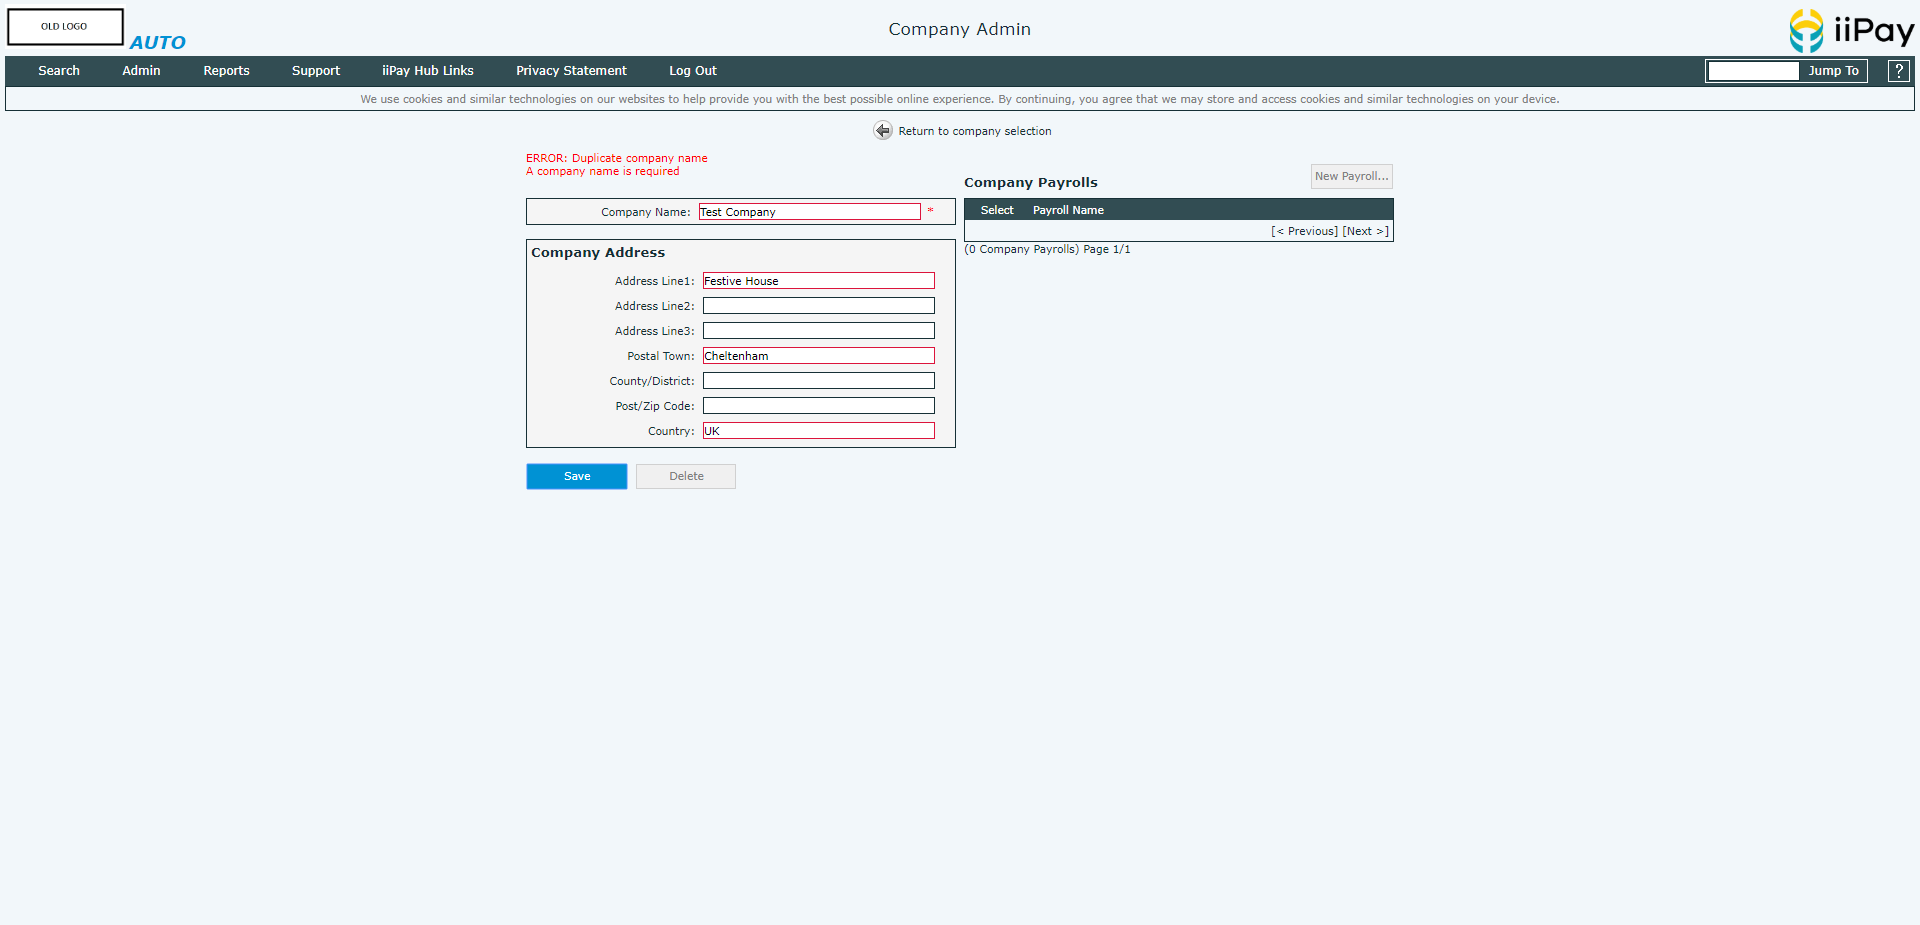 OLD LOGO
AUTO
Company Admin
iiPay
Search Admin Reports Support iiPay Hub Links Privacy Statement Log Out Jump To ?
We use cookies and similar technologies on our websites to help provide you with the best possible online experience. By continuing, you agree that we may store and access cookies and similar technologies on your device.
Return to company selection
ERROR: Duplicate company name
A company name is required
Company Name: Test Company *
Company Address
Address Line1: Festive House
Address Line2:
Address Line3:
Postal Town: Cheltenham
County/District:
Post/Zip Code:
Country: UK
Save Delete
Company Payrolls
New Payroll...
Select Payroll Name
[< Previous] [Next >]
(0 Company Payrolls) Page 1/1